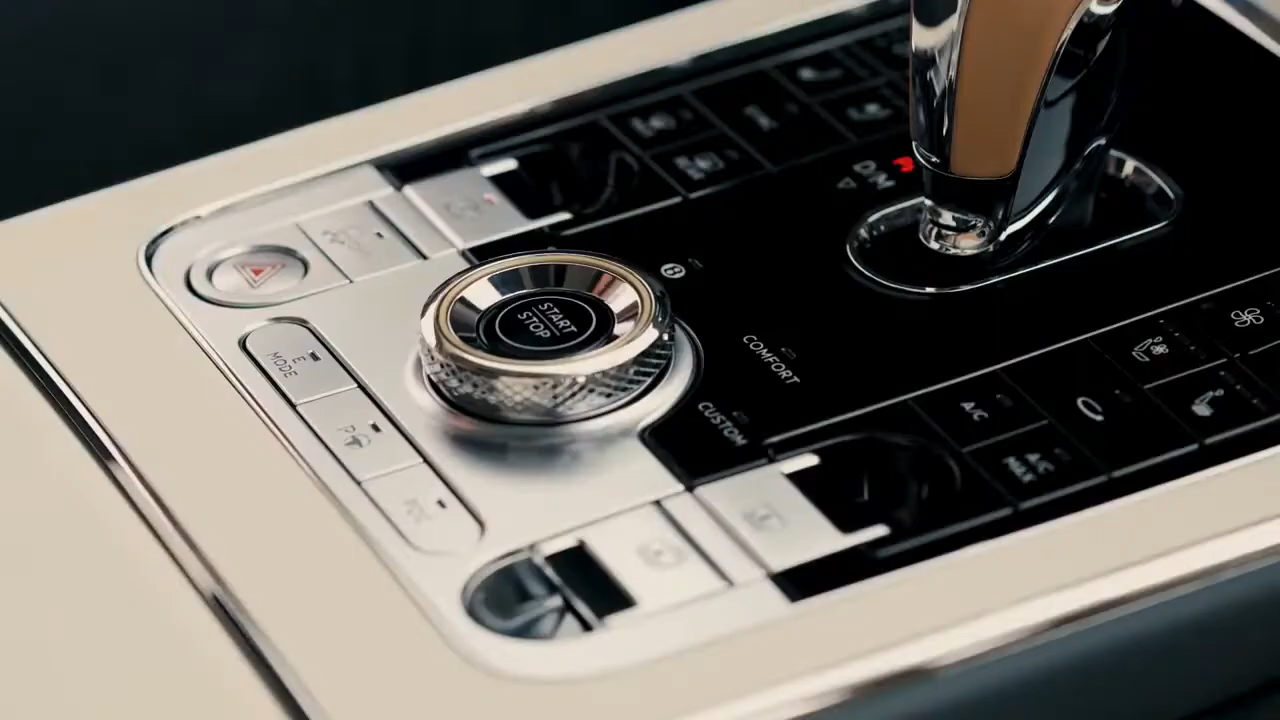 D/M
B
START
STOP
COMFORT
CUSTOM
E
MODE
P
A/C
A/C
MAX